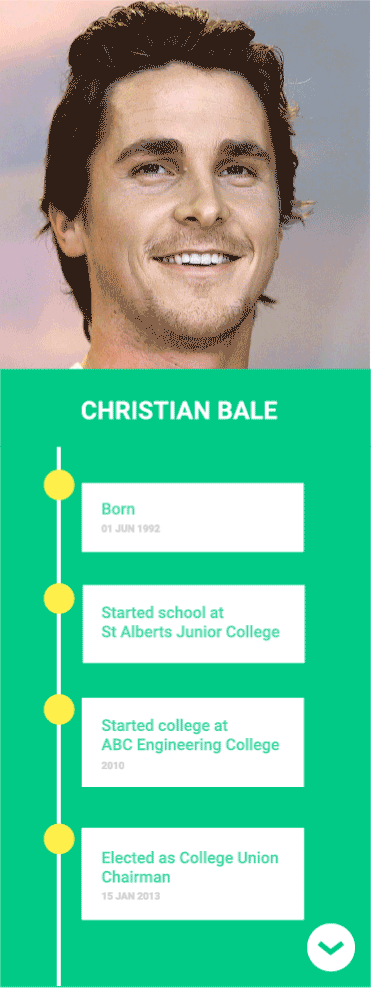 CHRISTIAN BALE
Born
01 JUN 1992
Started school at
St Alberts Junior College
Started college at
ABC Engineering College
2010
Elected as College Union
Chairman
15 JAN 2013